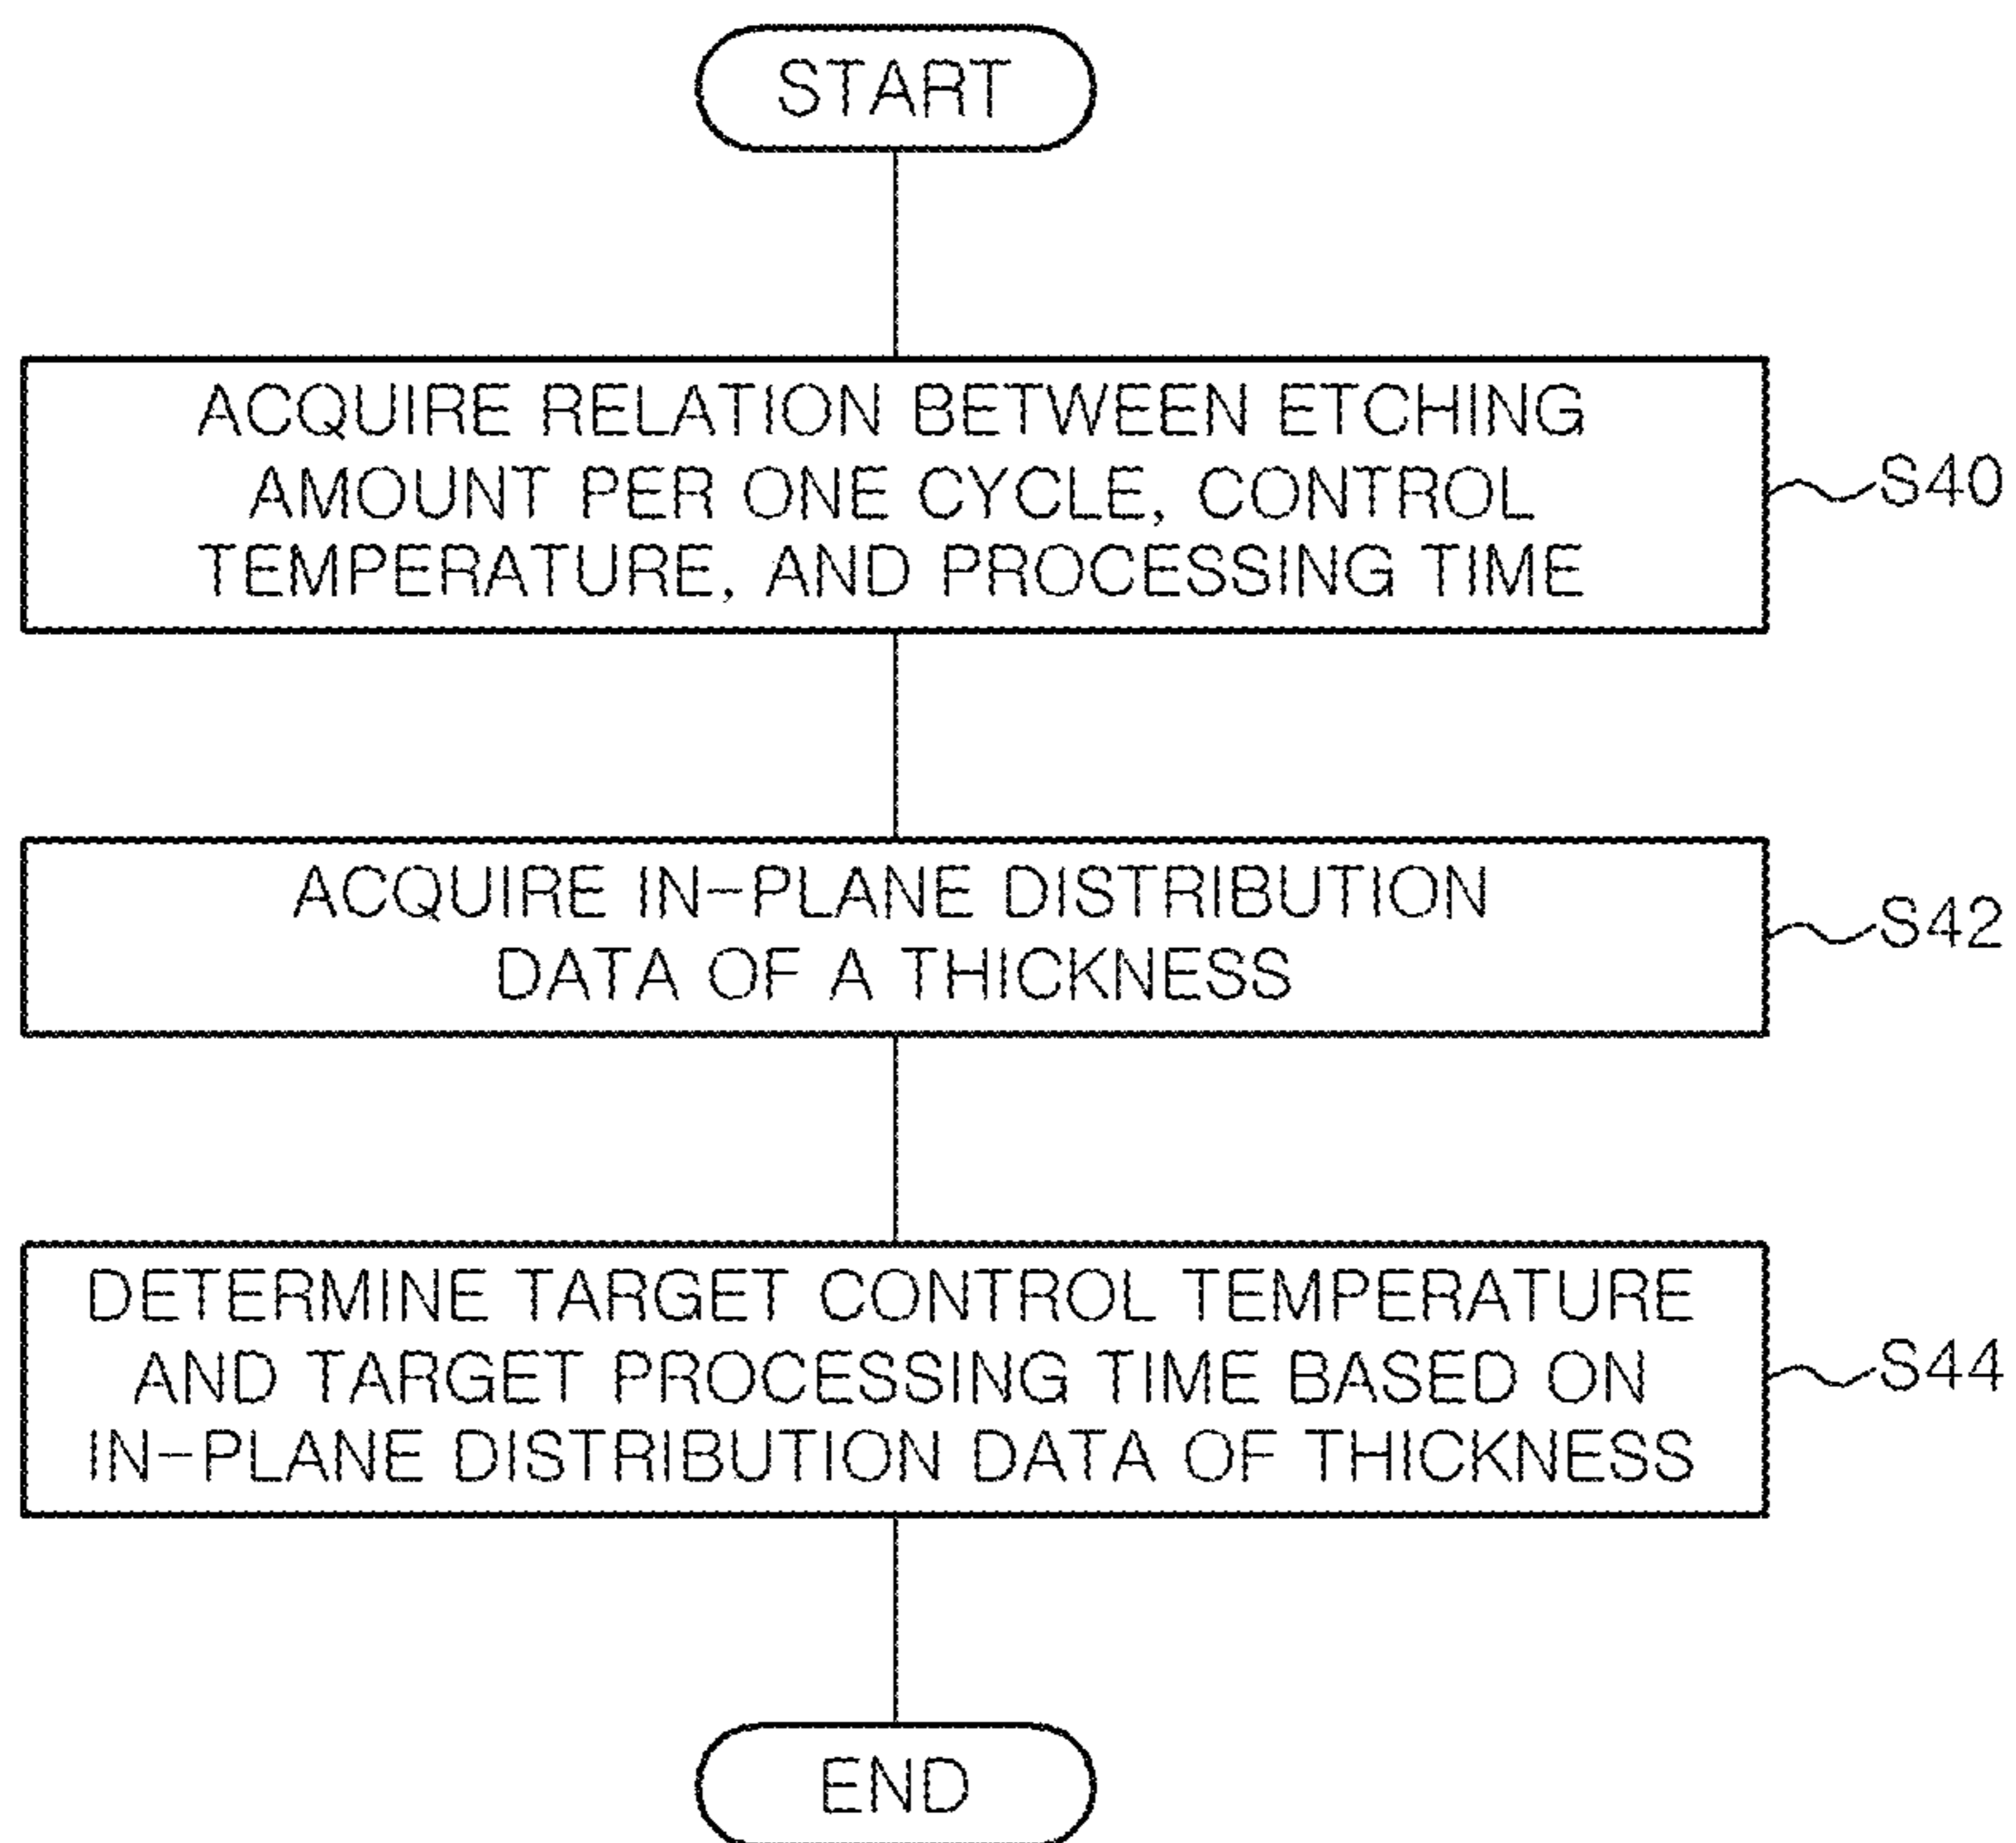 START
ACQUIRE RELATION BETWEEN ETCHING
AMOUNT PER ONE CYCLE, CONTROL
TEMPERATURE, AND PROCESSING TIME
S40
ACQUIRE IN-PLANE DISTRIBUTION
DATA OF A THICKNESS
S42
DETERMINE TARGET CONTROL TEMPERATURE
AND TARGET PROCESSING TIME BASED ON
IN-PLANE DISTRIBUTION DATA OF THICKNESS
S44
END